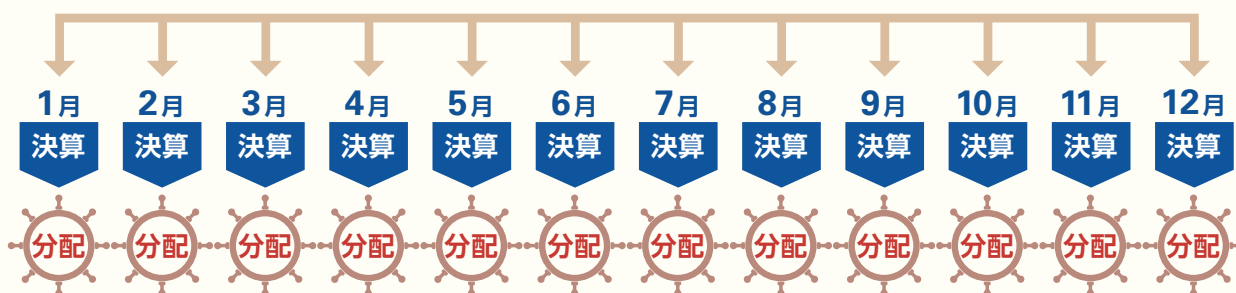 1月 2月 3月 4月 5月 6月 7月 8月 9月 10月 11月 12月
決算 決算 決算 決算 決算 決算 決算 決算 決算 決算 決算 決算
分配 分配 分配 分配 分配 分配 分配 分配 分配 分配 分配 分配